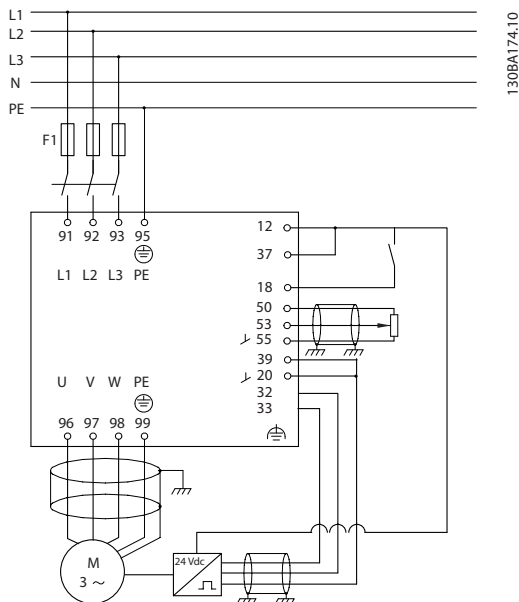 L1
L2
L3
N
PE
130BA174.10
F1
91 92 93 95
L1 L2 L3 PE
12
37
18
50
53
55
39
20
32
33
U V W PE
96 97 98 99
M
3 ~
24 Vdc